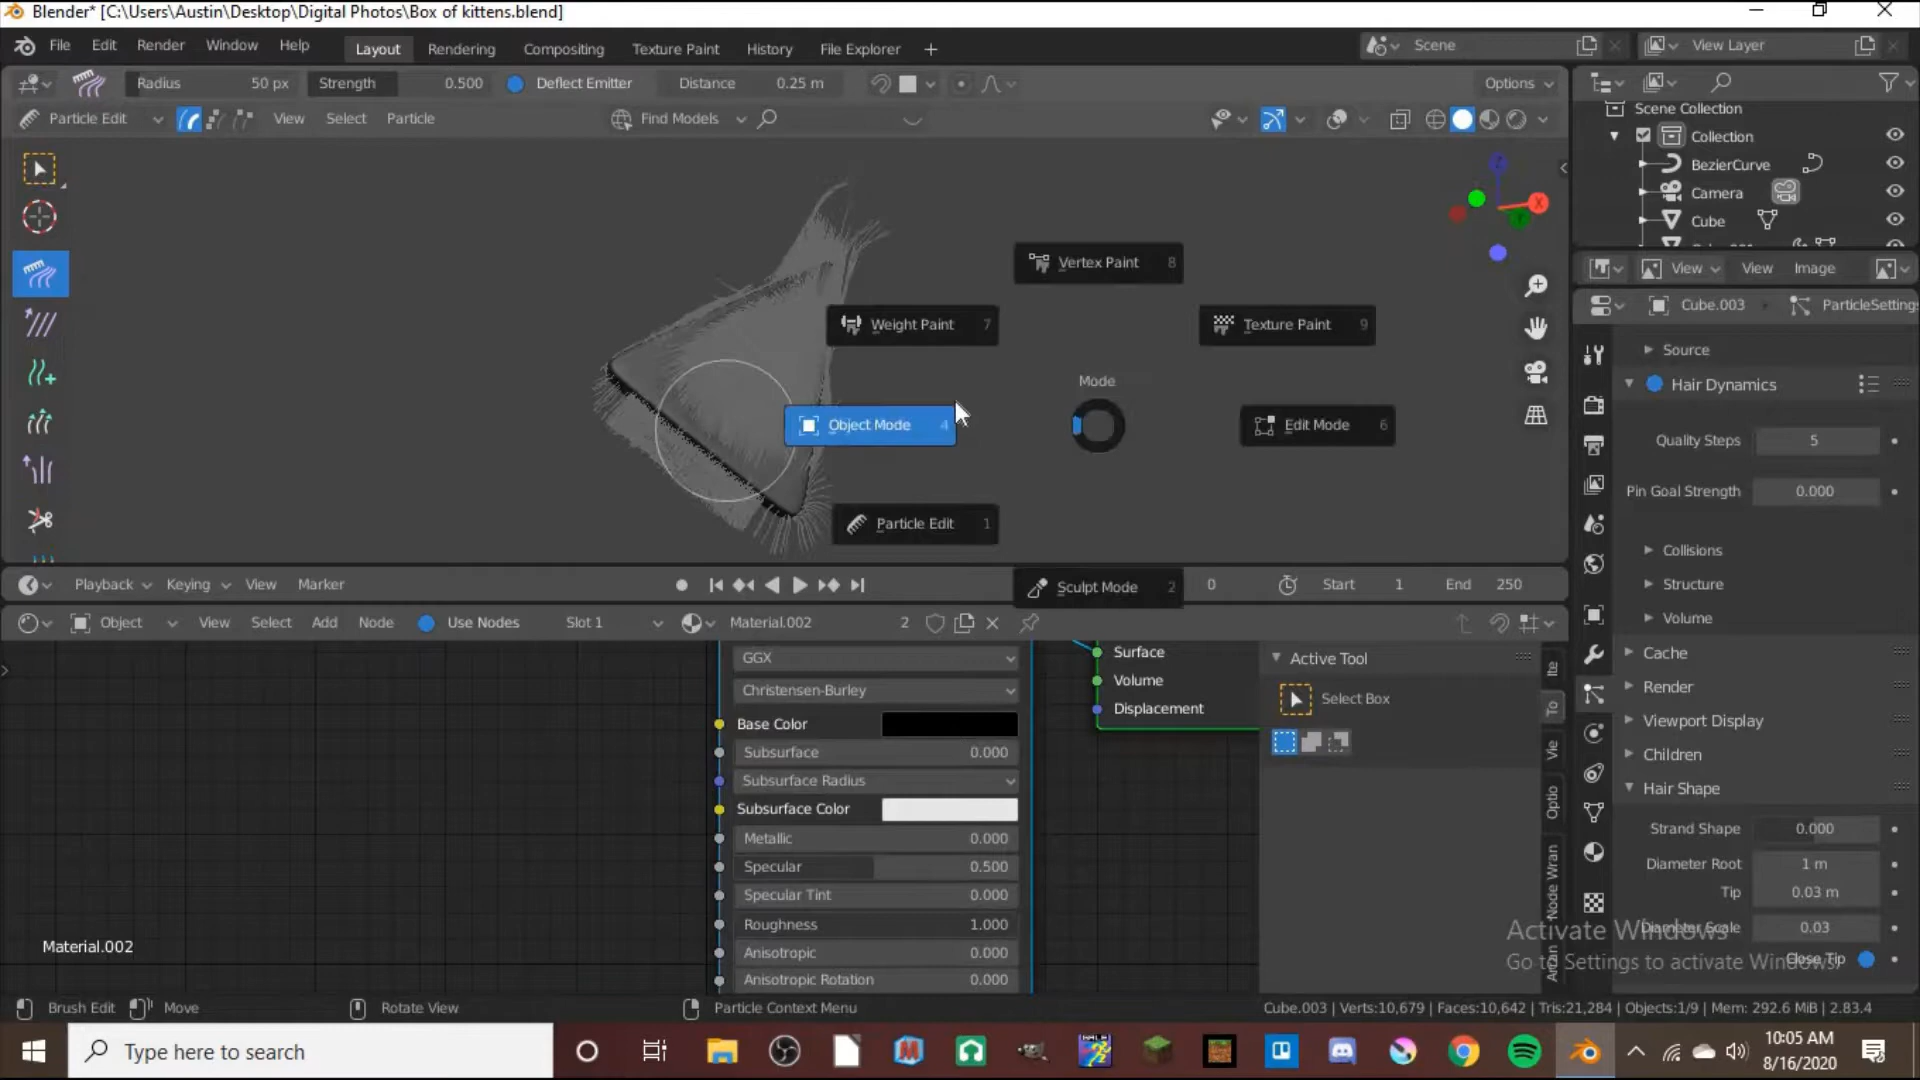 Blender* [C:\Users\Austin\Desktop\Digital Photos\Box of kittens.blend]
File Edit Render Window Help Layout Rendering Compositing Texture Paint History File Explorer + Scene View Layer
Radius 50 px Strength 0.500 Deflect Emitter Distance 0.25 m Options
Particle Edit View Select Particle Find Models
Scene Collection
Collection
BezierCurve
Camera
Cube
View View Image
Cube.003 ParticleSetting
Vertex Paint 8
Weight Paint 7
Texture Paint 9
Mode
Object Mode 4
Edit Mode 6
Particle Edit 1
Sculpt Mode 2
Source
Hair Dynamics
Quality Steps 5
Pin Goal Strength 0.000
Collisions
Structure
Volume
Cache
Render
Viewport Display
Children
Hair Shape
Strand Shape 0.000
Diameter Root 1 m
Tip 0.03 m
Diameter Scale 0.03
Close Tip
Playback Keying View Marker 0 Start 1 End 250
Object View Select Add Node Use Nodes Slot 1 Material.002 2
GGX
Christensen-Burley
Base Color
Subsurface 0.000
Subsurface Radius
Subsurface Color
Metallic 0.000
Specular 0.500
Specular Tint 0.000
Roughness 1.000
Anisotropic 0.000
Anisotropic Rotation 0.000
Surface
Volume
Displacement
Active Tool
Select Box
Ite
To
Vie
Optio
Node Wran
Arran
Material.002
Activate Windows
Go to Settings to activate Windows.
Brush Edit Move Rotate View Particle Context Menu Cube.003 | Verts:10,679 | Faces:10,642 | Tris:21,284 | Objects:1/9 | Mem: 292.6 MiB | 2.83.4
Type here to search
10:05 AM
8/16/2020